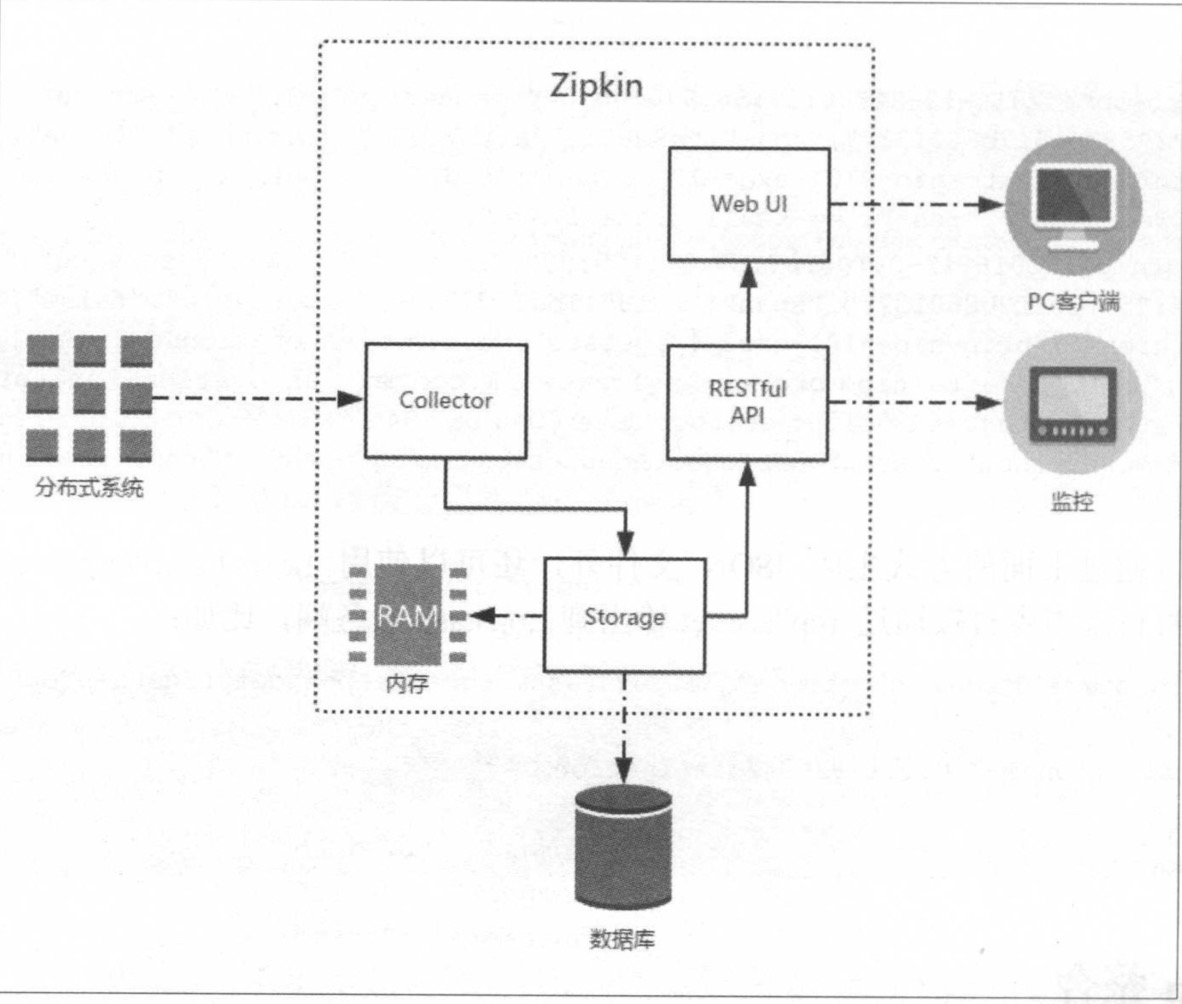 Zipkin
Web UI
PC客户端
Collector
RESTful
API
分布式系统
监控
RAM
Storage
内存
数据库